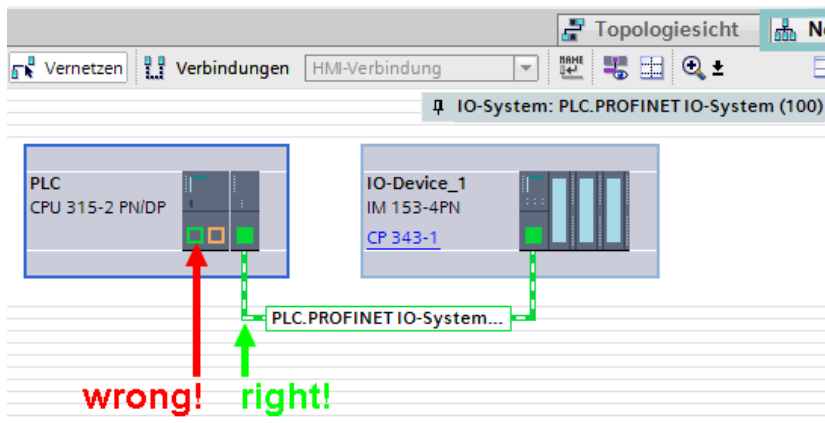 Topologiesicht
Vernetzen Verbindungen HMI-Verbindung NAME
IO-System: PLC.PROFINET IO-System (100)
PLC
CPU 315-2 PN/DP
IO-Device_1
IM 153-4PN
CP 343-1
PLC.PROFINET IO-System...
wrong! right!